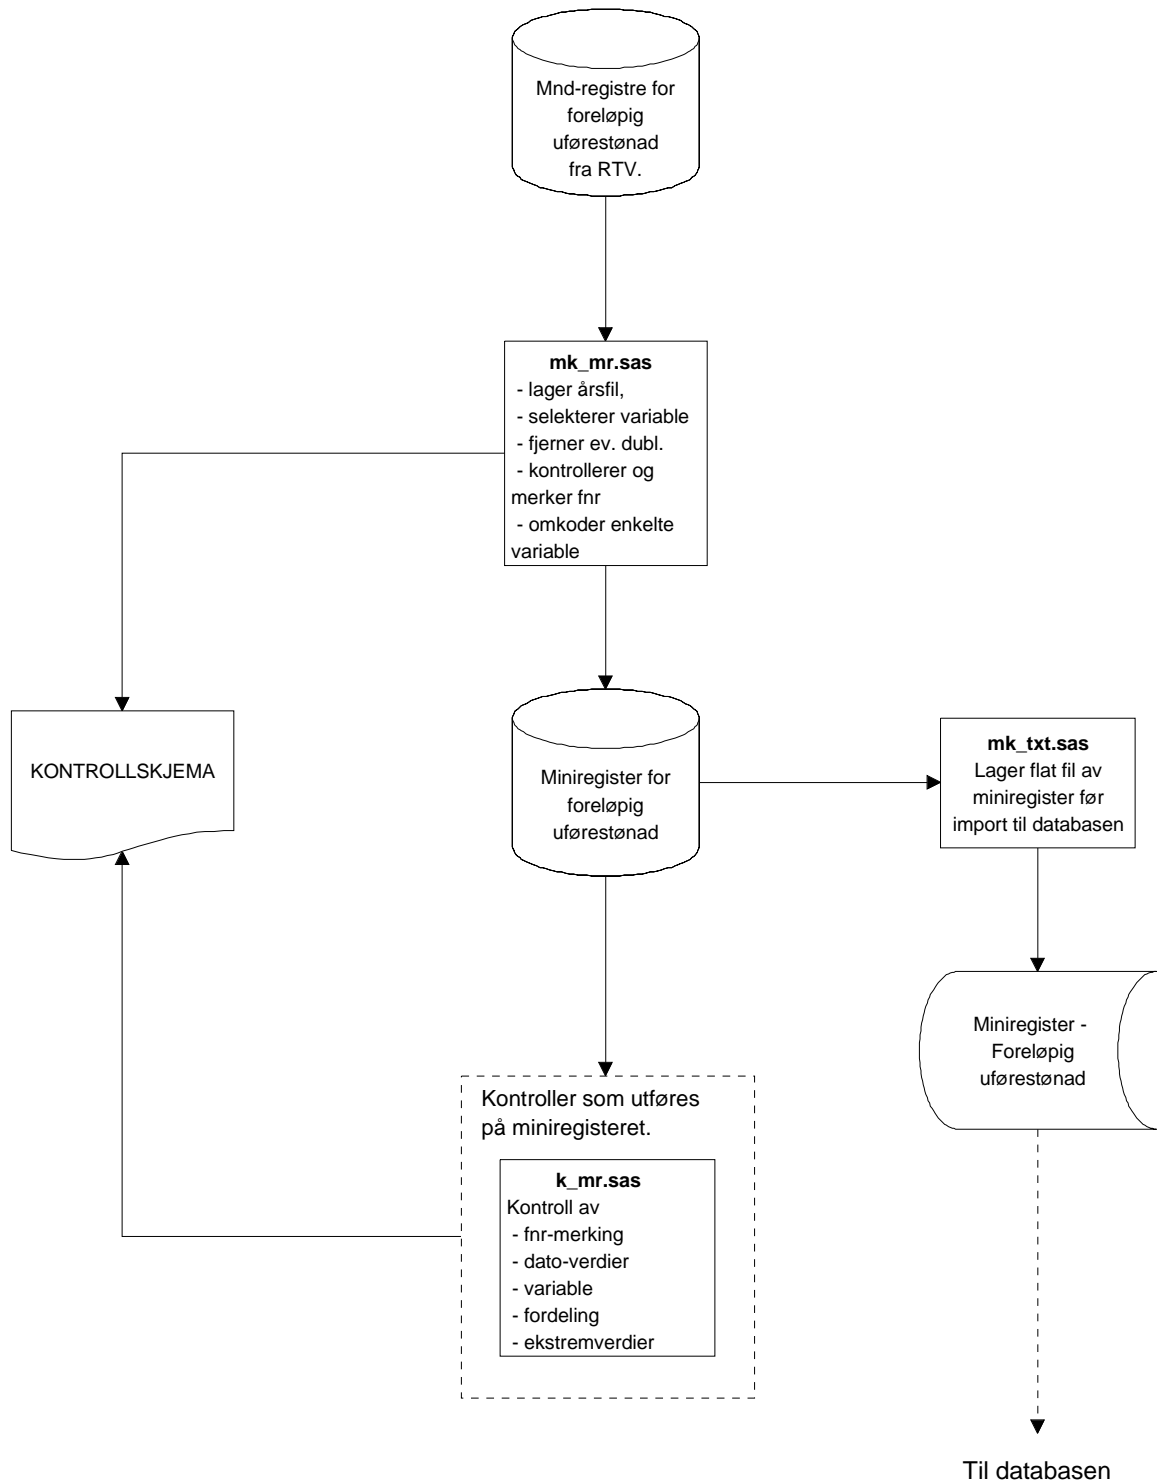 Mnd-registre for
foreløpig
uførestønad
fra RTV.
mk_mr.sas
- lager årsfil,
- selekterer variable
- fjerner ev. dubl.
- kontrollerer og
merker fnr
- omkoder enkelte
variable
KONTROLLSKJEMA
Miniregister for
foreløpig
uførestønad
mk_txt.sas
Lager flat fil av
miniregister før
import til databasen
Miniregister -
Foreløpig
uførestønad
Kontroller som utføres
på miniregisteret.
k_mr.sas
Kontroll av
- fnr-merking
- dato-verdier
- variable
- fordeling
- ekstremverdier
Til databasen